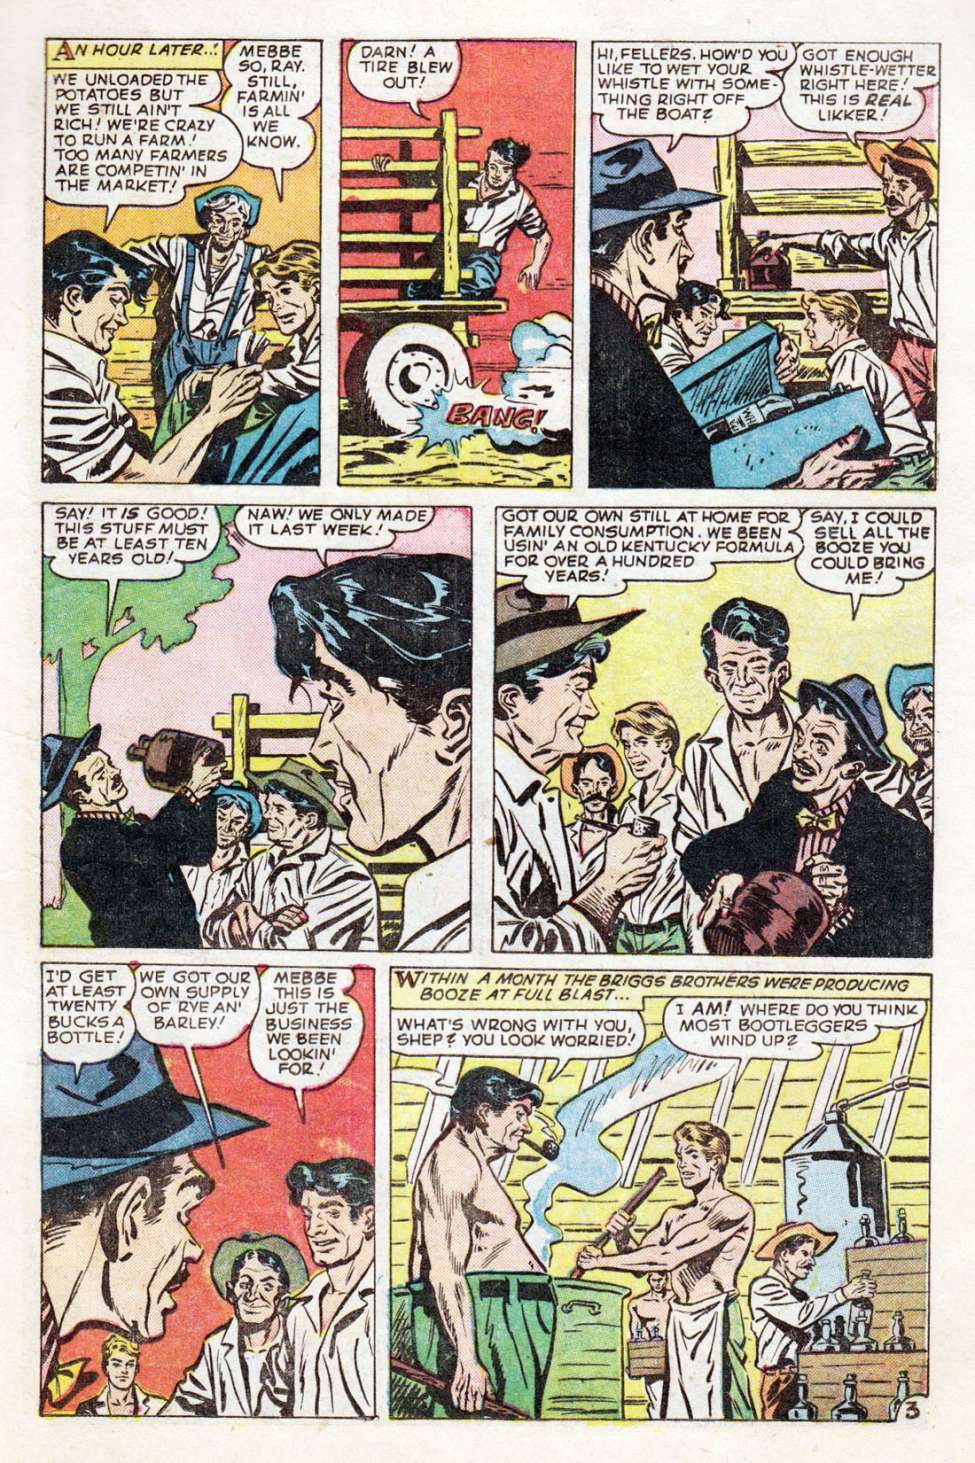 AN HOUR LATER...
WE UNLOADED THE
POTATOES BUT
WE STILL AIN'T
RICH! WE'RE CRAZY
TO RUN A FARM!
TOO MANY FARMERS
ARE COMPETIN' IN
THE MARKET!
MEBBE
SO, RAY.
STILL,
FARMIN'
IS ALL
WE
KNOW.
DARN! A
TIRE BLEW
OUT!
BANG!
HI, FELLERS. HOW'D YOU
LIKE TO WET YOUR
WHISTLE WITH SOME-
THING RIGHT OFF
THE BOAT?
GOT ENOUGH
WHISTLE-WETTER
RIGHT HERE!
THIS IS REAL
LIKKER!
SAY! IT IS GOOD!
THIS STUFF MUST
BE AT LEAST TEN
YEARS OLD!
NAW! WE ONLY MADE
IT LAST WEEK!
GOT OUR OWN STILL AT HOME FOR
FAMILY CONSUMPTION. WE BEEN
USIN' AN OLD KENTUCKY FORMULA
FOR OVER A HUNDRED
YEARS!
SAY, I COULD
SELL ALL THE
BOOZE YOU
COULD BRING
ME!
I'D GET
AT LEAST
TWENTY
BUCKS A
BOTTLE!
WE GOT OUR
OWN SUPPLY
OF RYE AN'
BARLEY!
MEBBE
THIS IS
JUST THE
BUSINESS
WE BEEN
LOOKIN'
FOR!
WITHIN A MONTH THE BRIGGS BROTHERS WERE PRODUCING
BOOZE AT FULL BLAST...
WHAT'S WRONG WITH YOU,
SHEP? YOU LOOK WORRIED!
I AM! WHERE DO YOU THINK
MOST BOOTLEGGERS
WIND UP?
3